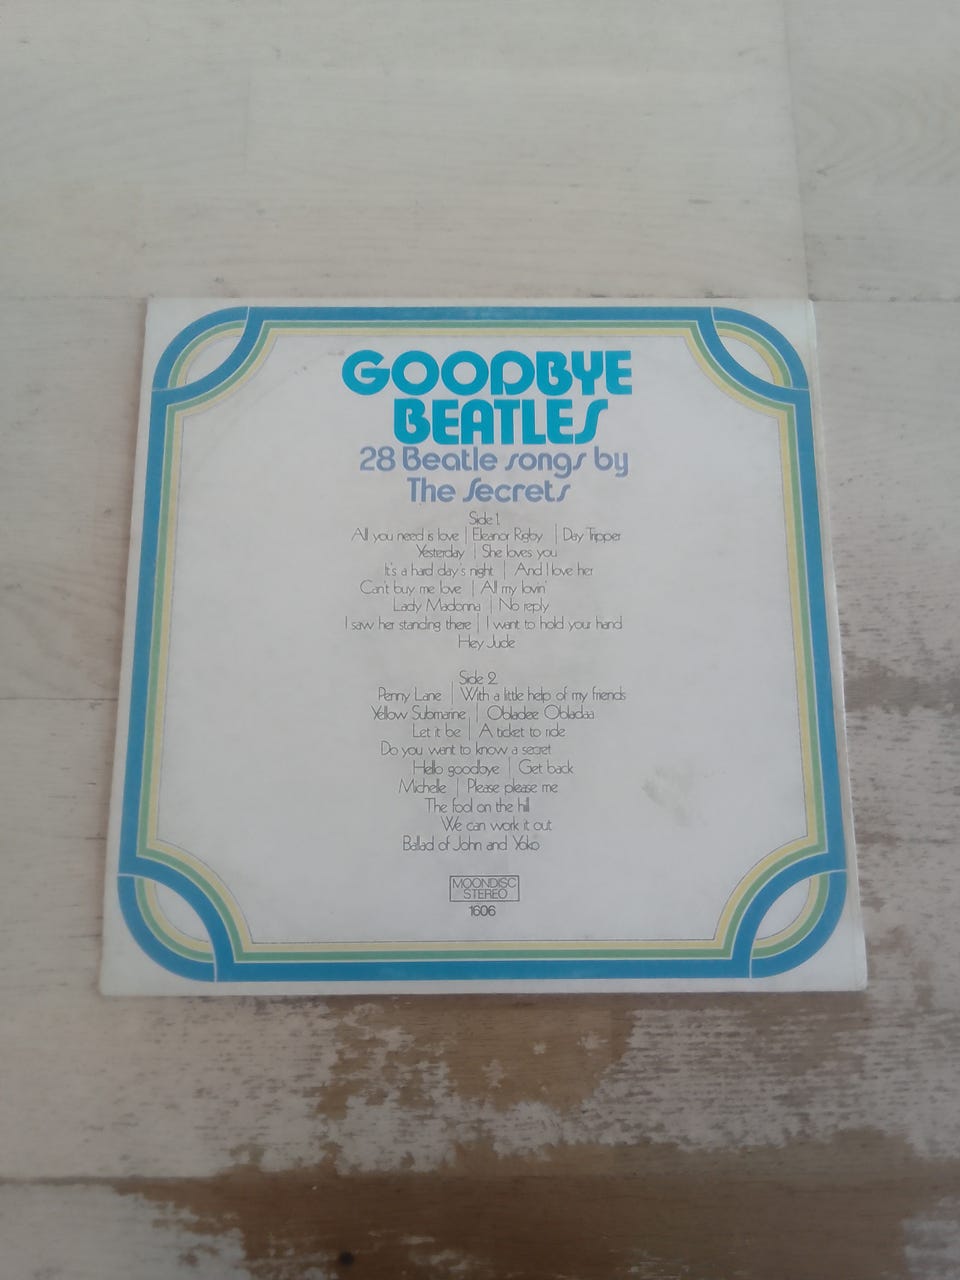 GOODBYE
BEATLES
28 Beatle songs by
The Secrets
Side 1
All you need is love | Eleanor Rigby | Day Tripper
Yesterday | She loves you
It's a hard day's night | And I love her
Can't buy me love | All my lovin'
Lady Madonna | No reply
I saw her standing there | I want to hold your hand
Hey Jude
Side 2
Penny Lane | With a little help of my friends
Yellow Submarine | Obladee Obladaa
Let it be | A ticket to ride
Do you want to know a secret
Hello goodbye | Get back
Michelle | Please please me
The fool on the hill
We can work it out
Ballad of John and Yoko
MOONDISC
STEREO
1606